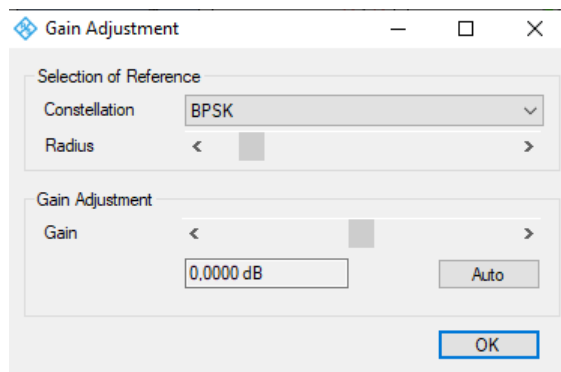 Gain Adjustment
Selection of Reference
Constellation BPSK
Radius
Gain Adjustment
Gain
0,0000 dB Auto
OK